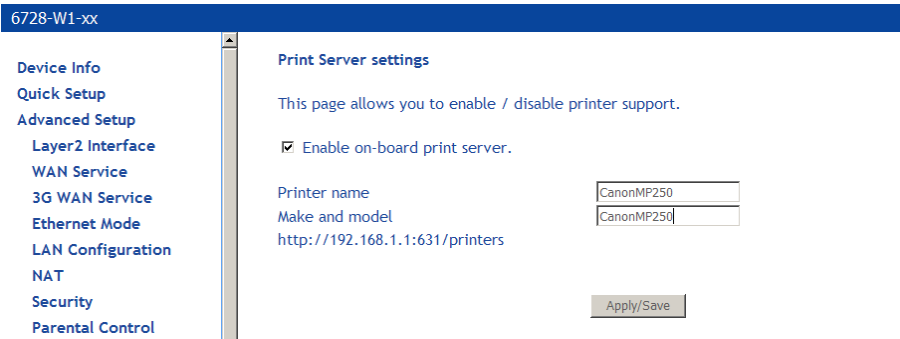 6728-W1-xx
Device Info
Quick Setup
Advanced Setup
Layer2 Interface
WAN Service
3G WAN Service
Ethernet Mode
LAN Configuration
NAT
Security
Parental Control
Print Server settings
This page allows you to enable / disable printer support.
Enable on-board print server.
Printer name CanonMP250
Make and model CanonMP250
http://192.168.1.1:631/printers
Apply/Save